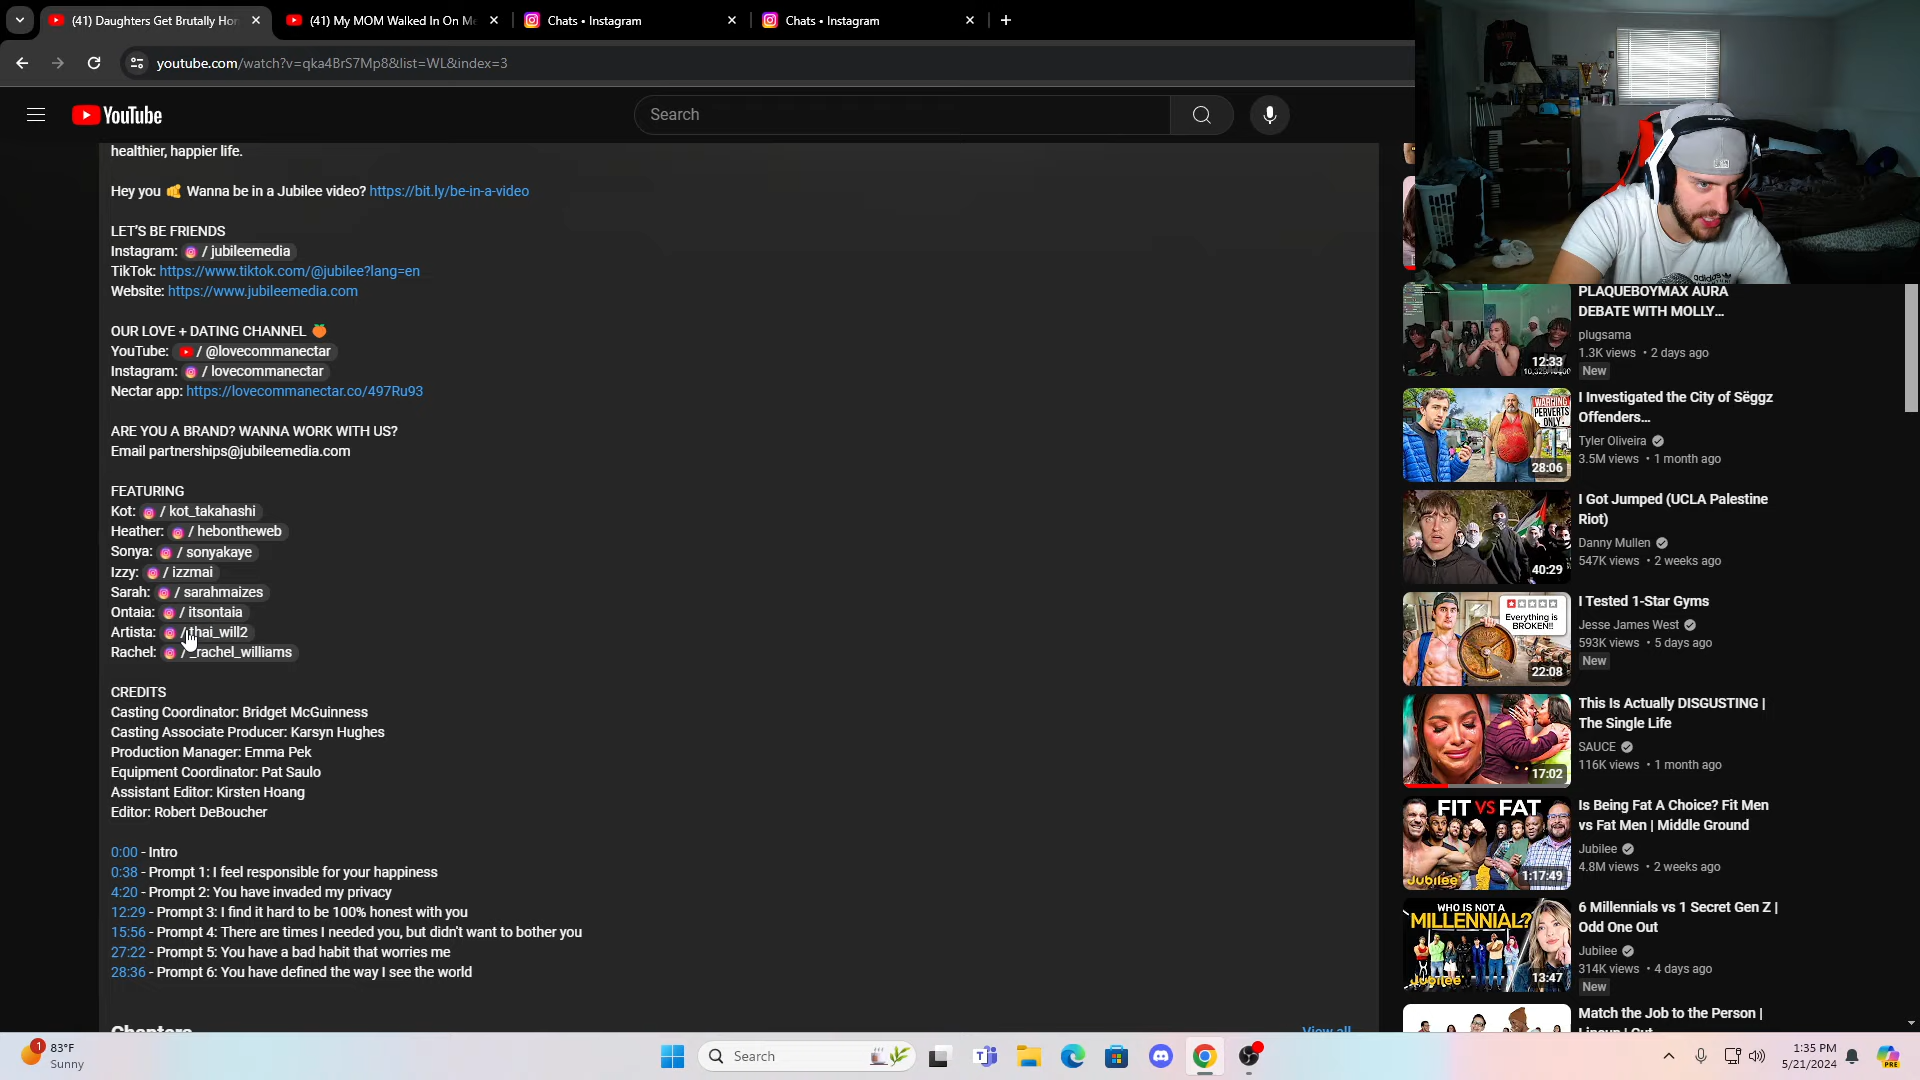 (41) Daughters Get Brutally Hon
(41) My MOM Walked In On Me
Chats • Instagram
Chats • Instagram
youtube.com/watch?v=qka4BrS7Mp8&list=WL&index=3
YouTube
Search
healthier, happier life.
Hey you 🫵 Wanna be in a Jubilee video? https://bit.ly/be-in-a-video
LET'S BE FRIENDS
Instagram: / jubileemedia
TikTok: https://www.tiktok.com/@jubilee?lang=en
Website: https://www.jubileemedia.com
OUR LOVE + DATING CHANNEL 🍑
YouTube: / @lovecommanectar
Instagram: / lovecommanectar
Nectar app: https://lovecommanectar.co/497Ru93
ARE YOU A BRAND? WANNA WORK WITH US?
Email partnerships@jubileemedia.com
FEATURING
Kot: / kot_takahashi
Heather: / hebontheweb
Sonya: / sonyakaye
Izzy: / izzmai
Sarah: / sarahmaizes
Ontaia: / itsontaia
Artista: / thai_will2
Rachel: / _rachel_williams
CREDITS
Casting Coordinator: Bridget McGuinness
Casting Associate Producer: Karsyn Hughes
Production Manager: Emma Pek
Equipment Coordinator: Pat Saulo
Assistant Editor: Kirsten Hoang
Editor: Robert DeBoucher
0:00 - Intro
0:38 - Prompt 1: I feel responsible for your happiness
4:20 - Prompt 2: You have invaded my privacy
12:29 - Prompt 3: I find it hard to be 100% honest with you
15:56 - Prompt 4: There are times I needed you, but didn't want to bother you
27:22 - Prompt 5: You have a bad habit that worries me
28:36 - Prompt 6: You have defined the way I see the world
Chapters
View all
PLAQUEBOYMAX AURA
DEBATE WITH MOLLY...
plugsama
1.3K views • 2 days ago
New
12:33
I Investigated the City of Sëggz
Offenders...
Tyler Oliveira
3.5M views • 1 month ago
WARNING
PERVERTS
ONLY
28:06
I Got Jumped (UCLA Palestine
Riot)
Danny Mullen
547K views • 2 weeks ago
40:29
I Tested 1-Star Gyms
Jesse James West
593K views • 5 days ago
New
Everything is
BROKEN!!
22:08
This Is Actually DISGUSTING |
The Single Life
SAUCE
116K views • 1 month ago
17:02
Is Being Fat A Choice? Fit Men
vs Fat Men | Middle Ground
Jubilee
4.8M views • 2 weeks ago
FIT VS FAT
Jubilee
1:17:49
6 Millennials vs 1 Secret Gen Z |
Odd One Out
Jubilee
314K views • 4 days ago
New
WHO IS NOT A
MILLENNIAL?
Jubilee
13:47
Match the Job to the Person |
Lineup | Cut
1
83°F
Sunny
Search
1:35 PM
5/21/2024
PRE